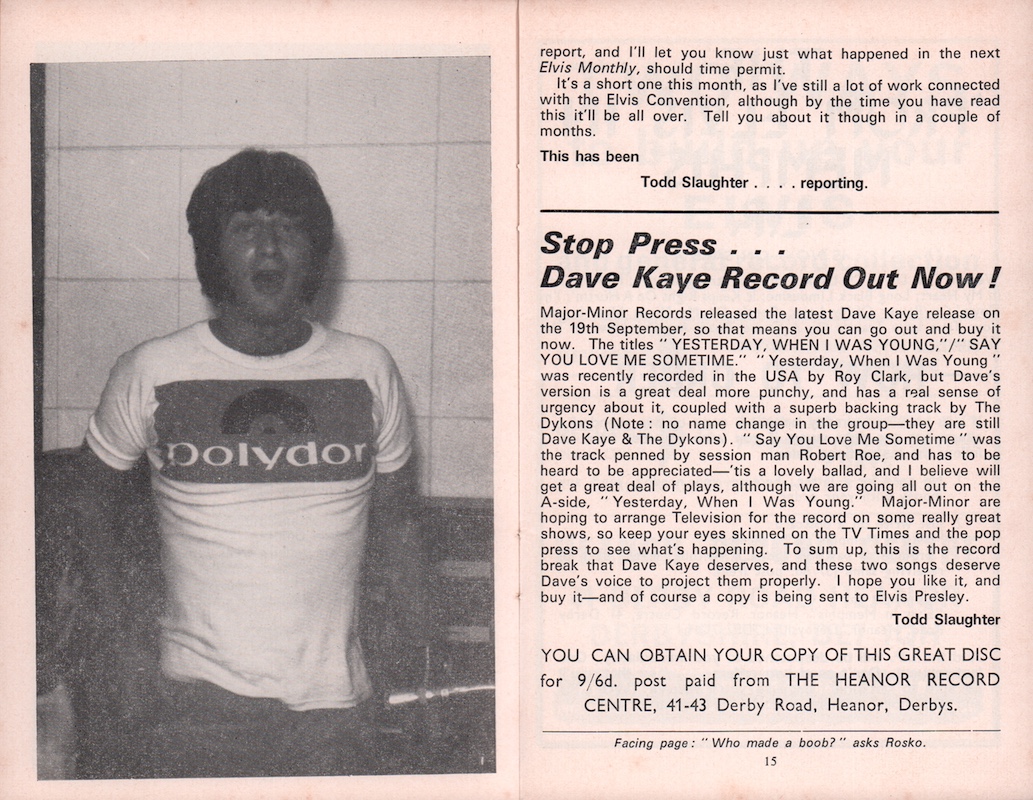 Polydor
report, and I'll let you know just what happened in the next
Elvis Monthly, should time permit.
It's a short one this month, as I've still a lot of work connected
with the Elvis Convention, although by the time you have read
this it'll be all over. Tell you about it though in a couple of
months.
This has been
Todd Slaughter . . . . reporting.
Stop Press . . .
Dave Kaye Record Out Now !
Major-Minor Records released the latest Dave Kaye release on
the 19th September, so that means you can go out and buy it
now. The titles " YESTERDAY, WHEN I WAS YOUNG,"/" SAY
YOU LOVE ME SOMETIME." " Yesterday, When I Was Young "
was recently recorded in the USA by Roy Clark, but Dave's
version is a great deal more punchy, and has a real sense of
urgency about it, coupled with a superb backing track by The
Dykons (Note : no name change in the group—they are still
Dave Kaye & The Dykons). " Say You Love Me Sometime " was
the track penned by session man Robert Roe, and has to be
heard to be appreciated—'tis a lovely ballad, and I believe will
get a great deal of plays, although we are going all out on the
A-side, " Yesterday, When I Was Young." Major-Minor are
hoping to arrange Television for the record on some really great
shows, so keep your eyes skinned on the TV Times and the pop
press to see what's happening. To sum up, this is the record
break that Dave Kaye deserves, and these two songs deserve
Dave's voice to project them properly. I hope you like it, and
buy it—and of course a copy is being sent to Elvis Presley.
Todd Slaughter
YOU CAN OBTAIN YOUR COPY OF THIS GREAT DISC
for 9/6d. post paid from THE HEANOR RECORD
CENTRE, 41-43 Derby Road, Heanor, Derbys.
Facing page : " Who made a boob? " asks Rosko.
15